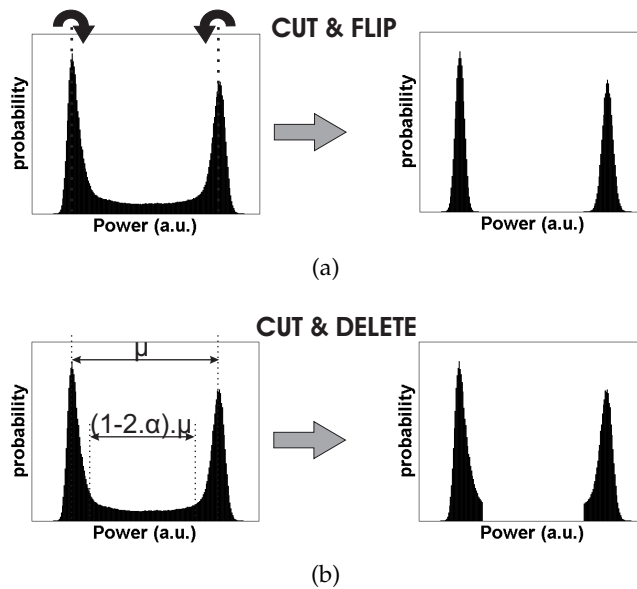 CUT & FLIP
probability
Power (a.u.)
probability
Power (a.u.)
(a)
CUT & DELETE
probability
μ
(1-2.α).μ
Power (a.u.)
probability
Power (a.u.)
(b)